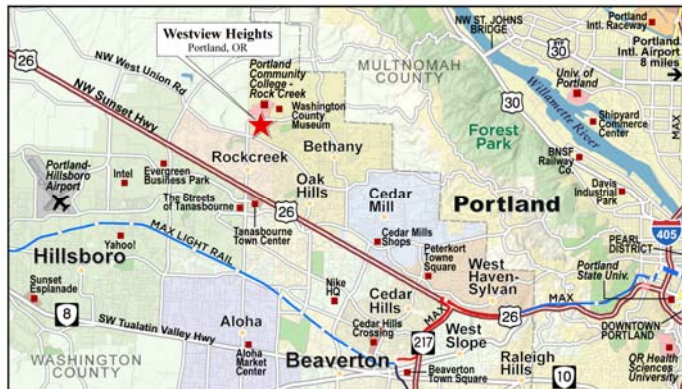 Westview Heights
Portland, OR
26
NW West Union Rd
NW Sunset Hwy
Portland
Community
College -
Rock Creek
Washington
County
Museum
MULTNOMAH
COUNTY
NW ST. JOHNS
BRIDGE
30
30
Portland
Intl. Raceway
Portland
Intl. Airport
8 miles
Univ. of
Portland
Willamette River
MAX
Shipyard
Commerce
Center
Forest
Park
BNSF
Railway
Co.
Davis
Industrial
Park
Portland-
Hillsboro
Airport
Intel
Evergreen
Business Park
Rockcreek
Bethany
The Streets
of Tanasbourne
Oak
Hills
26
Tanasbourne
Town Center
Cedar
Mill
Portland
405
PEARL
DISTRICT
Portland
State Univ.
Yahoo!
MAX LIGHT RAIL
Cedar Mills
Shops
Peterkort
Towne
Square
West
Haven-
Sylvan
Hillsboro
Sunset
Esplanade
Nike
HQ
Cedar
Hills
MAX
26
MAX
8
SW Tualatin Valley Hwy
Aloha
Cedar Hills
Crossing
217
West
Slope
DOWNTOWN
PORTLAND
WASHINGTON
COUNTY
Aloha
Market
Center
Beaverton
Beaverton
Town Square
Raleigh
Hills
10
OR Health
Sciences
University